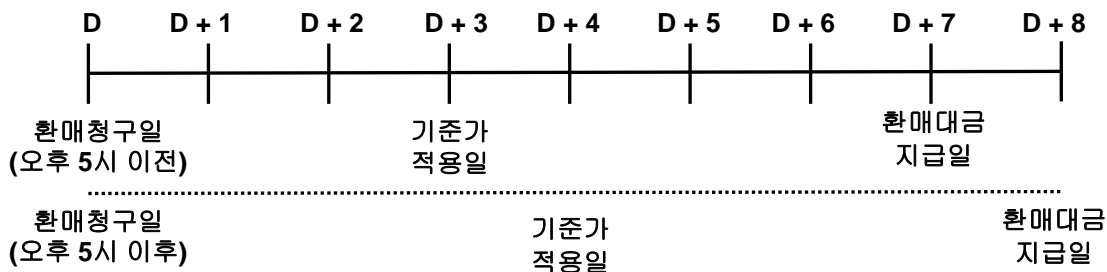 D D + 1 D + 2 D + 3 D + 4 D + 5 D + 6 D + 7 D + 8
환매청구일
(오후 5시 이전)
기준가
적용일
환매대금
지급일
환매청구일
(오후 5시 이후)
기준가
적용일
환매대금
지급일